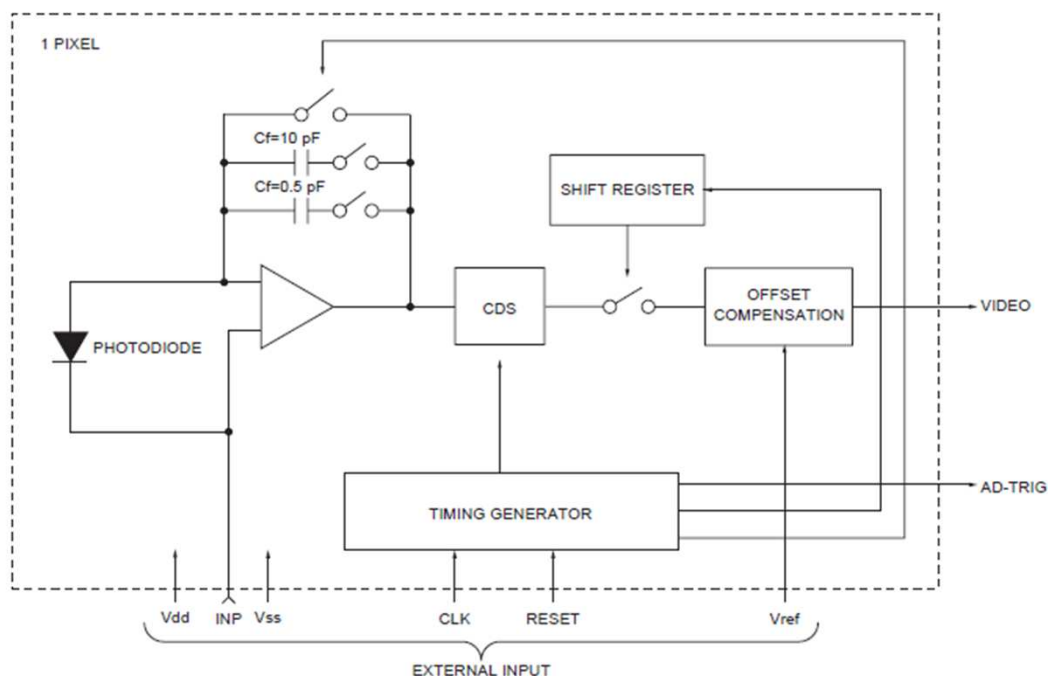 1 PIXEL
Cf=10 pF
Cf=0.5 pF
SHIFT REGISTER
CDS
OFFSET
COMPENSATION
VIDEO
PHOTODIODE
AD-TRIG
TIMING GENERATOR
Vdd
INP
Vss
CLK
RESET
Vref
EXTERNAL INPUT